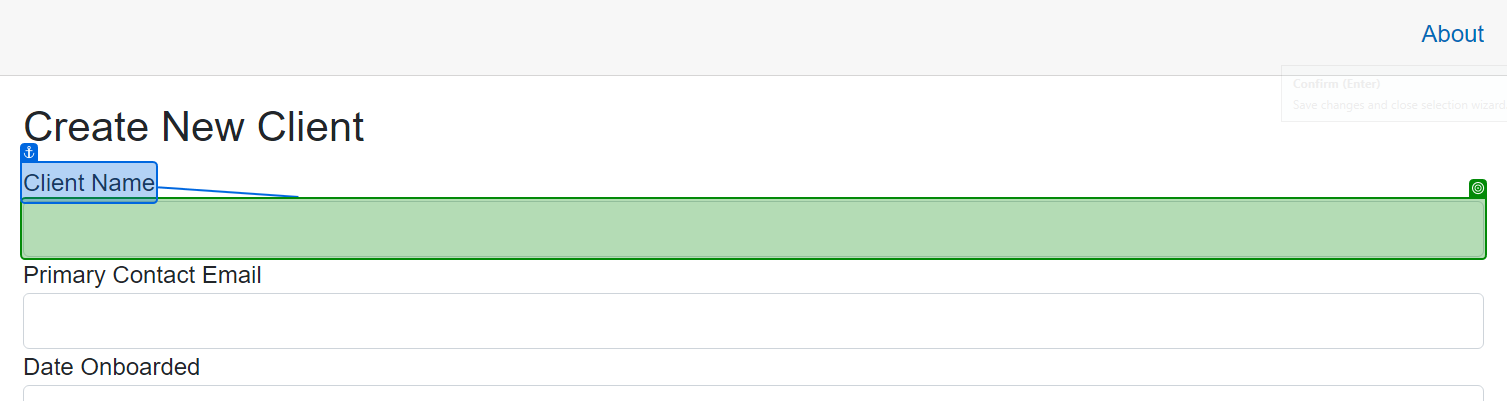 About
Confirm (Enter)
Save changes and close selection wizard
Create New Client
Client Name
Primary Contact Email
Date Onboarded